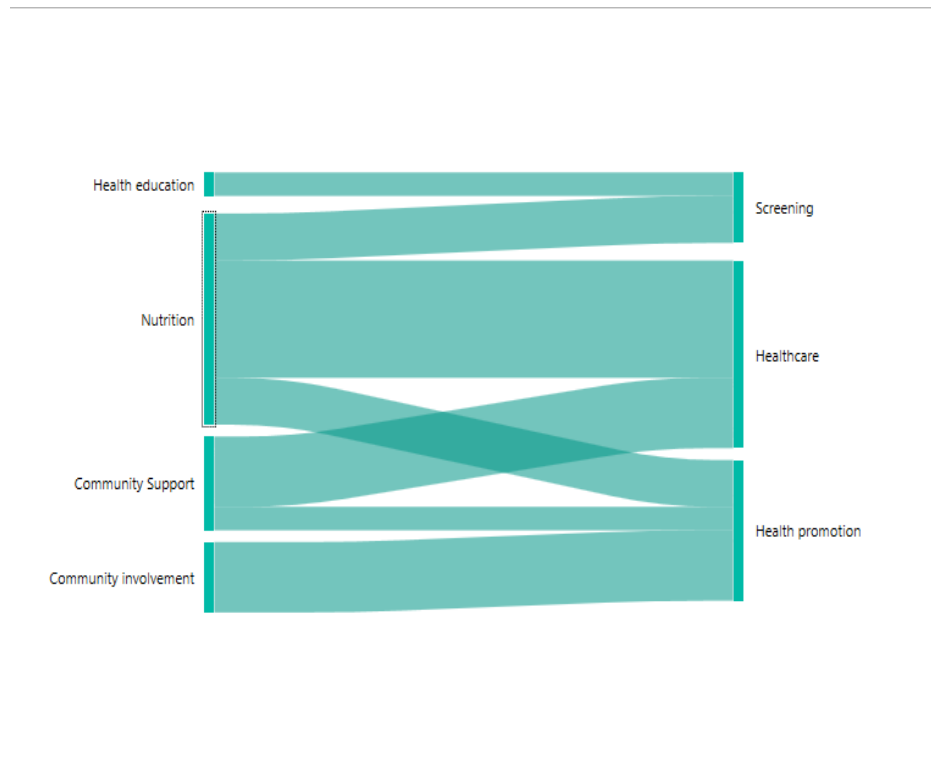 Health education
Screening
Nutrition
Healthcare
Community Support
Health promotion
Community involvement